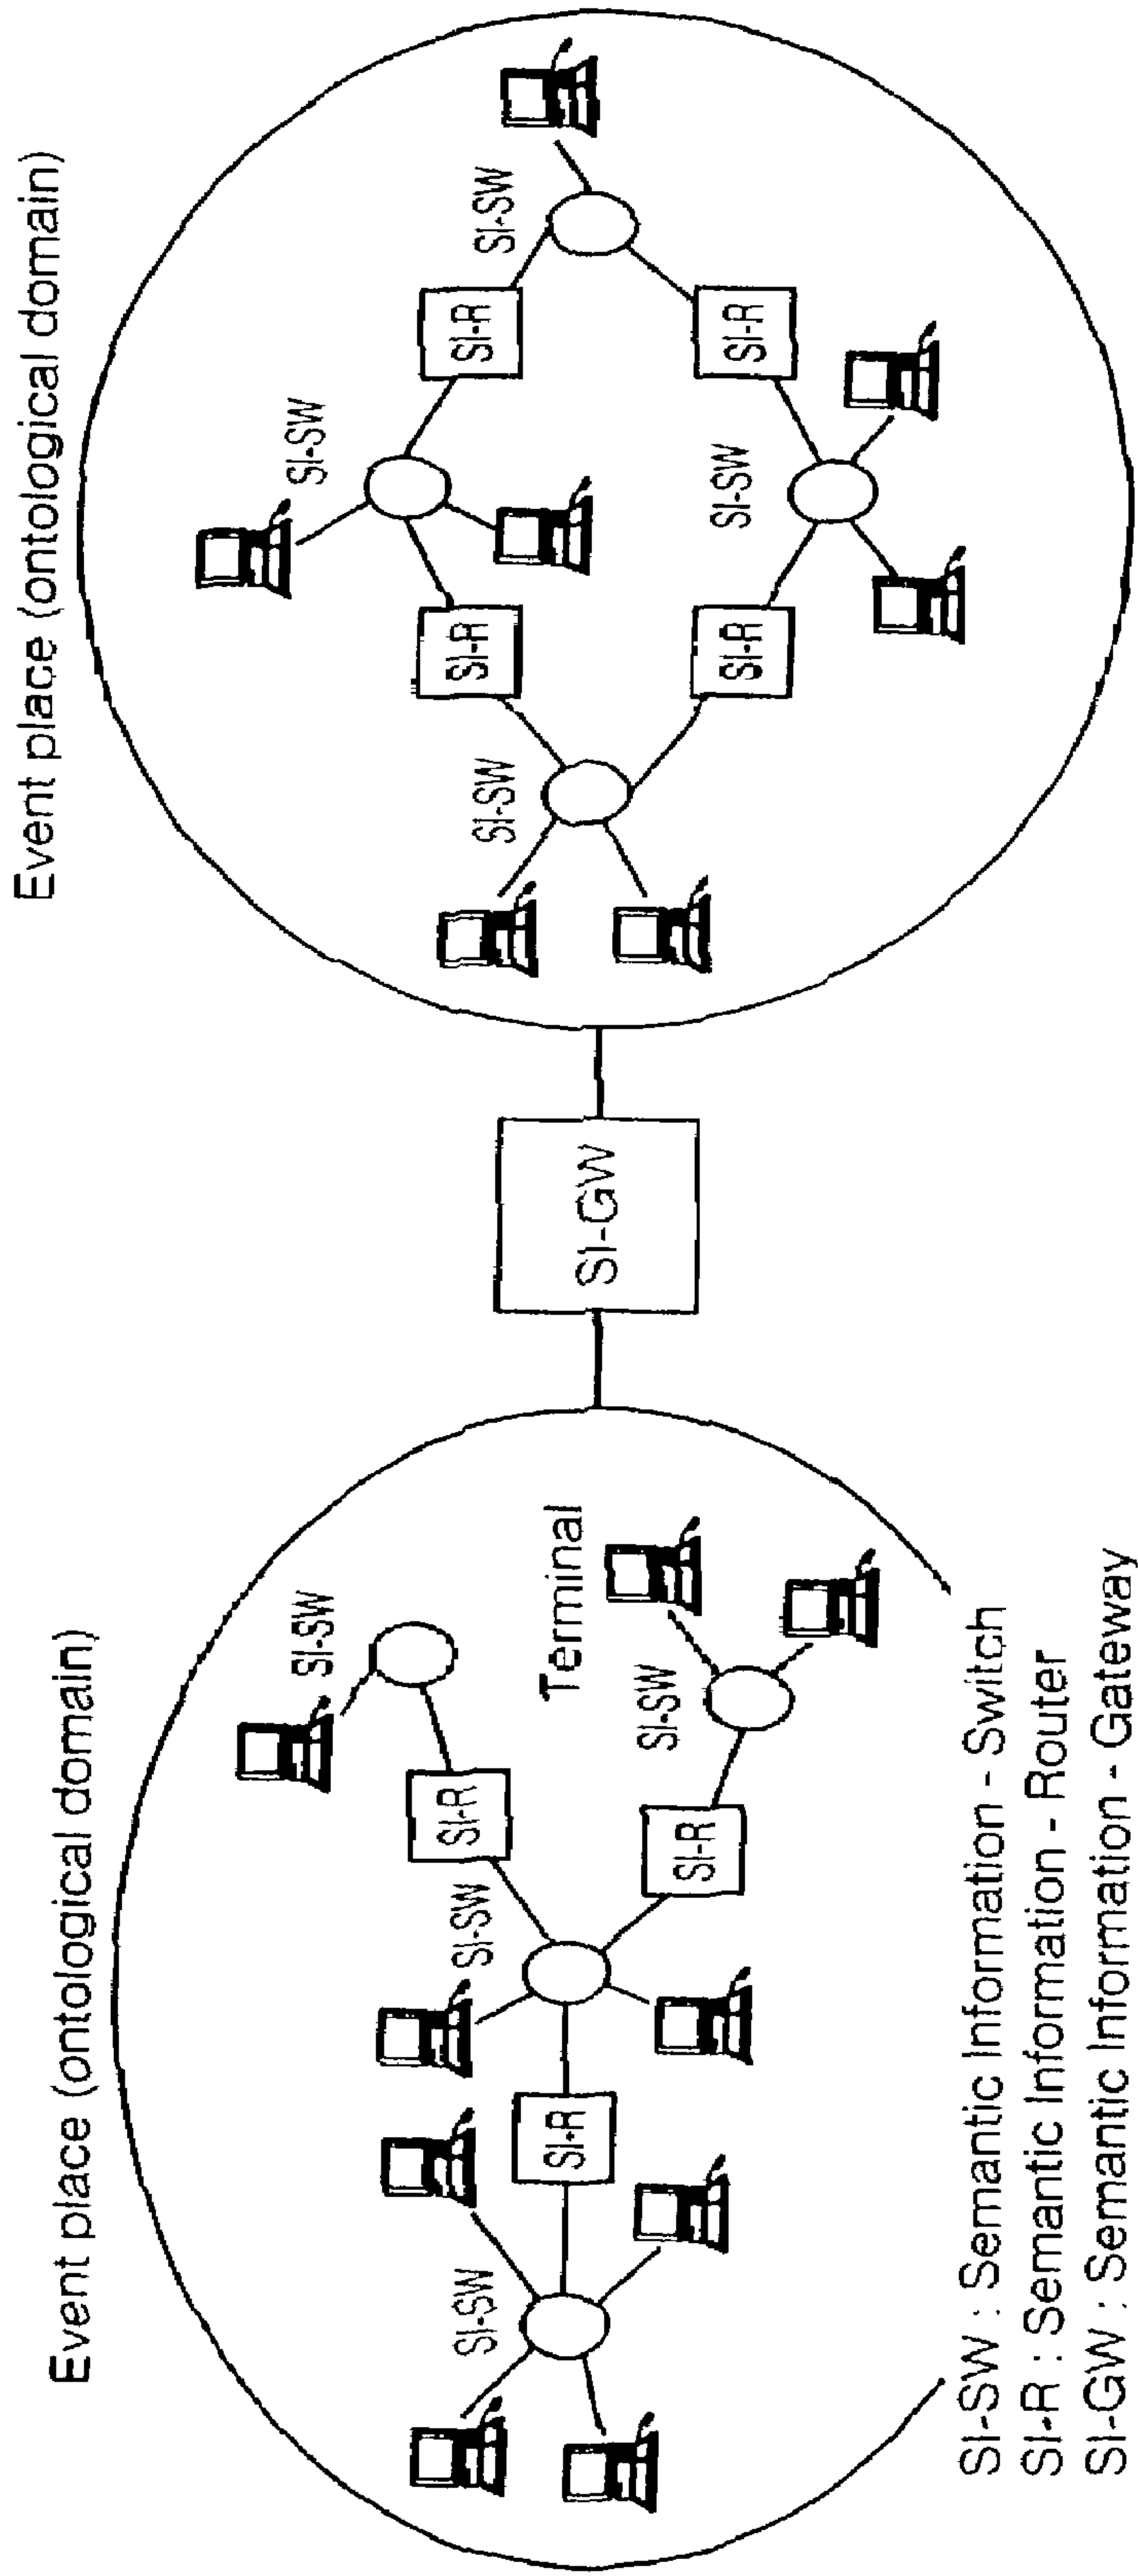 Event place (ontological domain)
Event place (ontological domain)
SI-SW
SI-R
SI-SW
SI-R
SI-SW
SI-R
SI-SW
Terminal
SI-GW
SI-SW
SI-R
SI-SW
SI-R
SI-SW
SI-R
SI-SW
SI-R
SI-SW : Semantic Information - Switch
SI-R : Semantic Information - Router
SI-GW : Semantic Information - Gateway